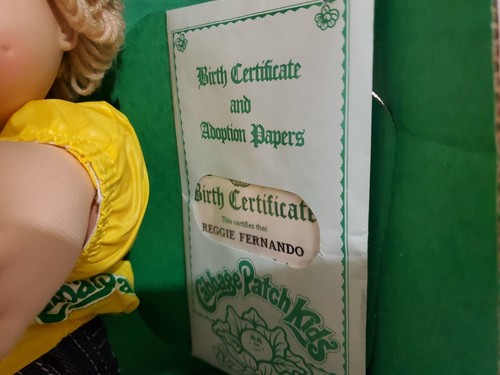 Birth Certificate
and
Adoption Papers
Birth Certificate
This certifies that
REGGIE FERNANDO
Cabbage Patch Kids